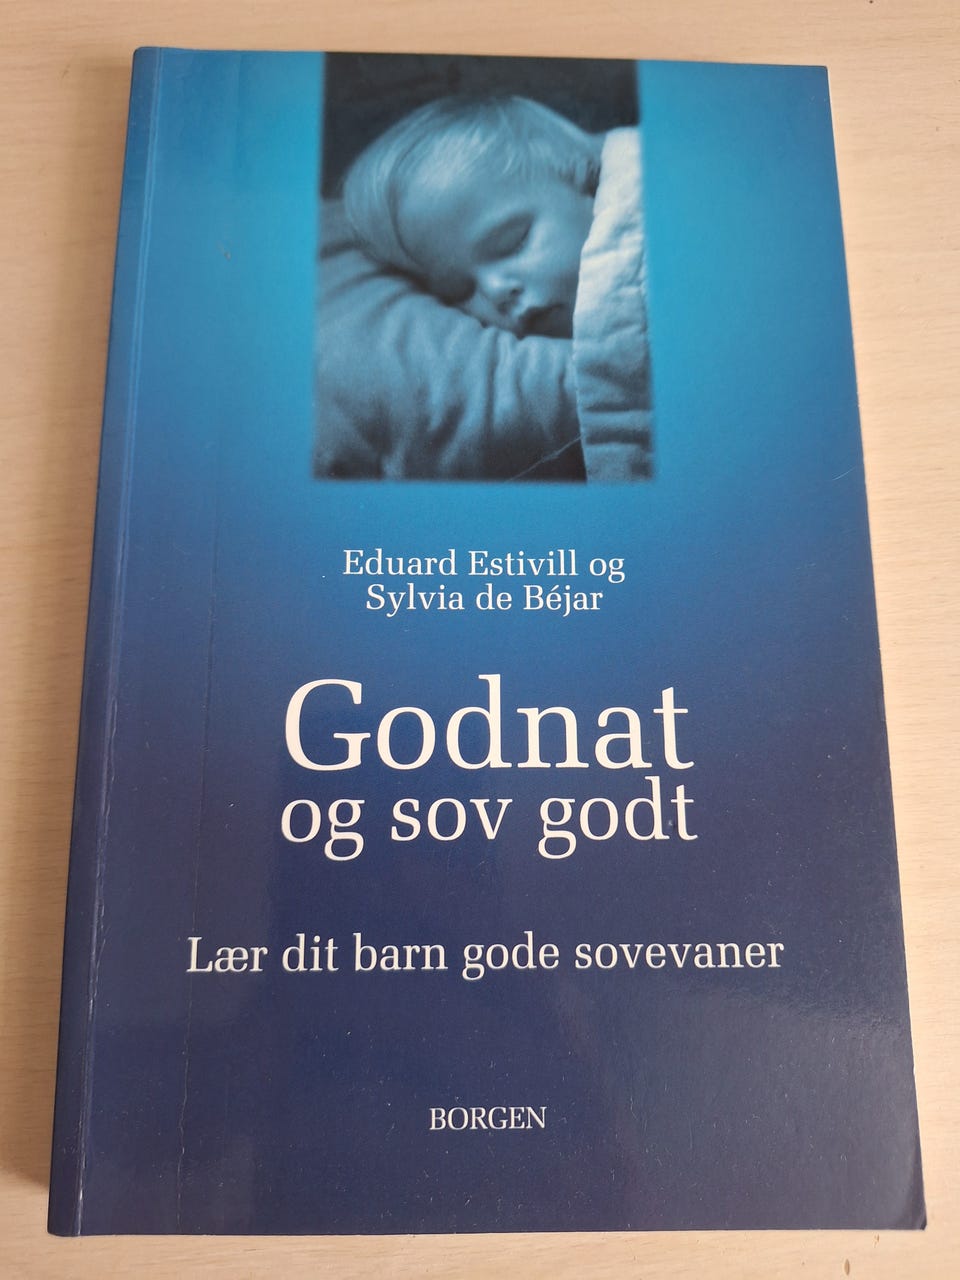 Eduard Estivill og
Sylvia de Béjar
Godnat
og sov godt
Lær dit barn gode sovevaner
BORGEN